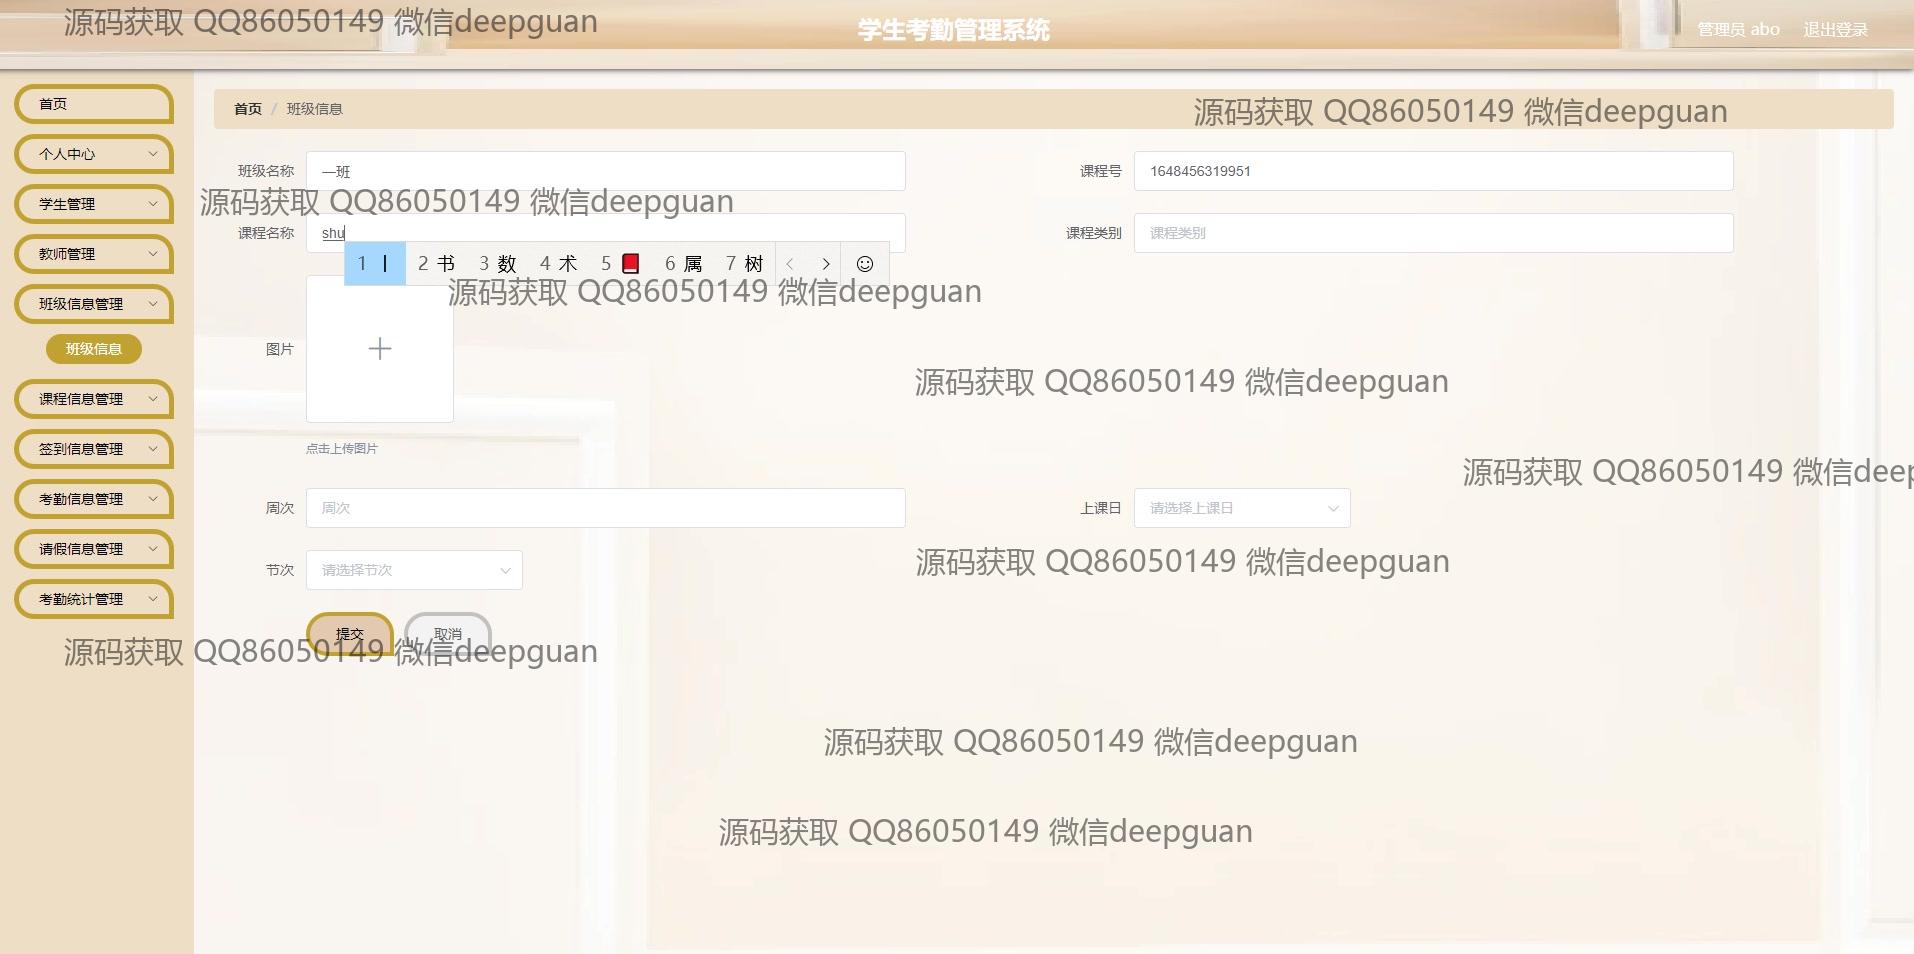 源码获取 QQ86050149 微信deepguan
学生考勤管理系统
管理员 abo
退出登录
首页
个人中心
学生管理
教师管理
班级信息管理
班级信息
课程信息管理
签到信息管理
考勤信息管理
请假信息管理
考勤统计管理
首页 / 班级信息
源码获取 QQ86050149 微信deepguan
班级名称 一班
课程号 1648456319951
源码获取 QQ86050149 微信deepguan
课程名称 shu
课程类别 课程类别
1 丨 2 书 3 数 4 术 5 6 属 7 树
源码获取 QQ86050149 微信deepguan
图片
源码获取 QQ86050149 微信deepguan
点击上传图片
源码获取 QQ86050149 微信deep
周次 周次
上课日 请选择上课日
源码获取 QQ86050149 微信deepguan
节次 请选择节次
提交 取消
源码获取 QQ86050149 微信deepguan
源码获取 QQ86050149 微信deepguan
源码获取 QQ86050149 微信deepguan